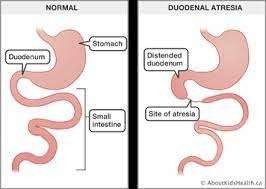 NORMAL
Stomach
Duodenum
Small
intestine
DUODENAL ATRESIA
Distended
duodenum
Site of atresia
© AboutKidsHealth.ca